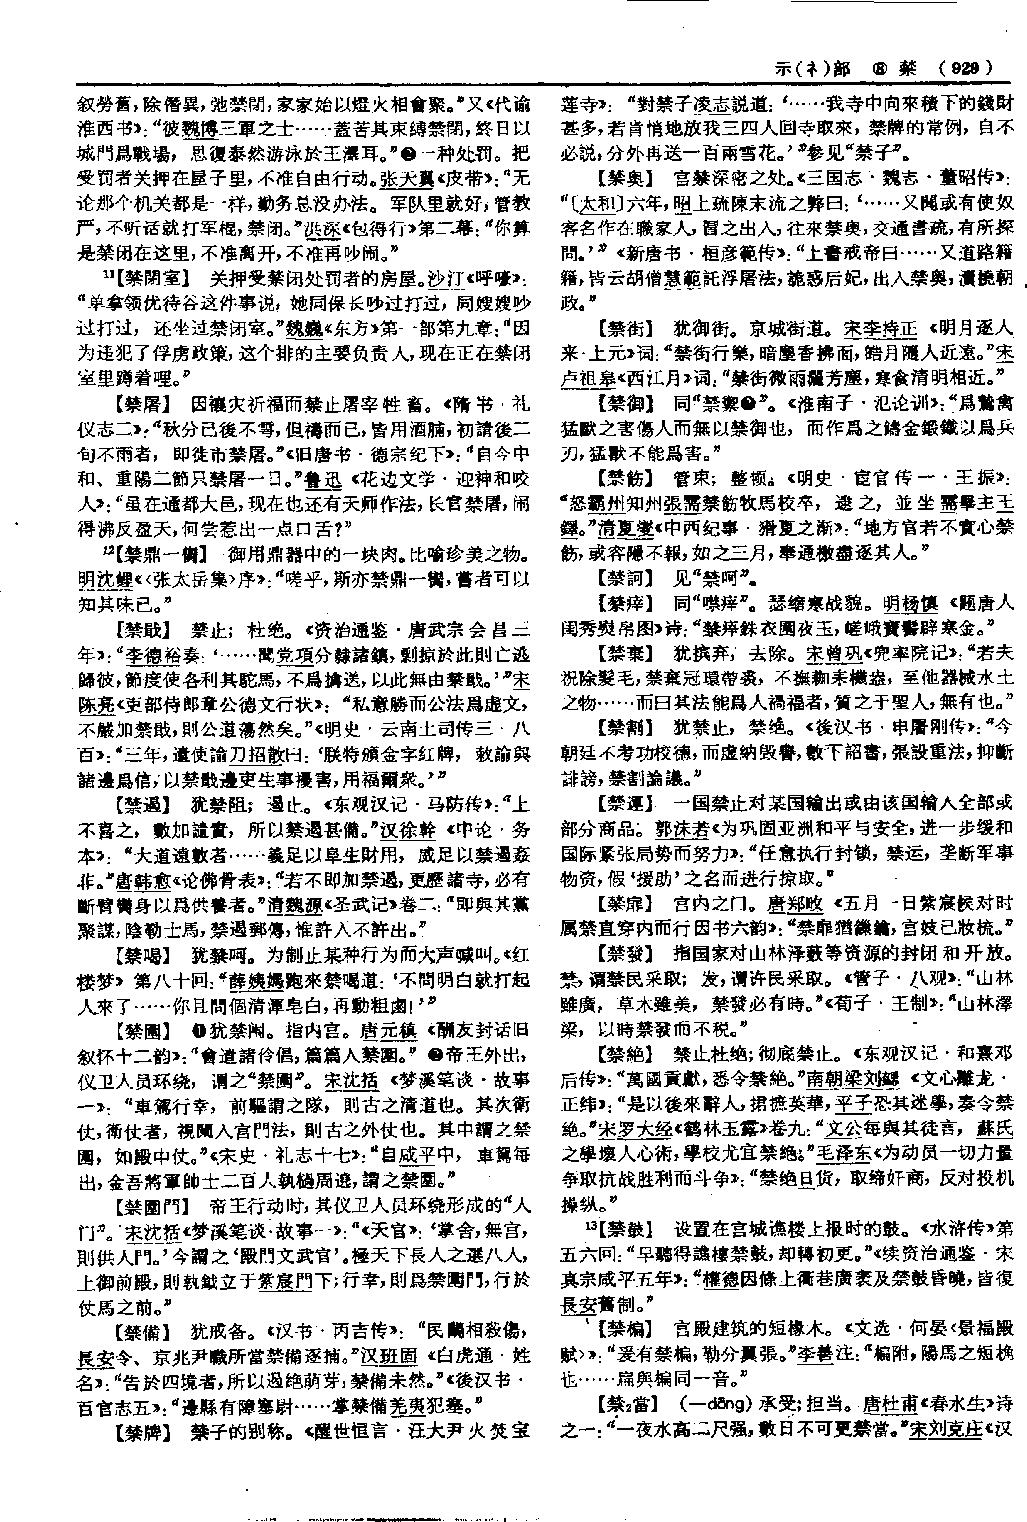 示(礻)部 ⑧ 禁 (929)
叙勞舊，除僭異，弛禁閉，家家始以燈火相會聚。”又《代谕
淮西书》：“彼魏博三軍之士……蓋苦其束縛禁閉，終日以
城門爲戰場，思復泰然游泳於王澤耳。”❷一种处罚。把
受罚者关押在屋子里，不准自由行动。张天翼《皮带》：“无
论那个机关都是一样，勤务总没办法。军队里就好，管教
严，不听话就打军棍，禁闭。”洪深《包得行》第二幕：“你算
是禁闭在这里，不准离开，不准再吵闹。”
11【禁閉室】 关押受禁闭处罚者的房屋。沙汀《呼嚎》：
“单拿领优待谷这件事说，她同保长吵过打过，同嫂嫂吵
过打过，还坐过禁闭室。”魏巍《东方》第一部第九章：“因
为违犯了俘虏政策，这个排的主要负责人，现在正在禁闭
室里蹲着哩。”
【禁屠】 因禳灾祈福而禁止屠宰牲畜。《隋书·礼
仪志二》：“秋分已後不雩，但禱而已，皆用酒脯，初請後二
旬不雨者，即徙市禁屠。”《旧唐书·德宗纪下》：“自今中
和、重陽二節只禁屠一日。”鲁迅《花边文学·迎神和咬
人》：“虽在通都大邑，现在也还有天师作法，长官禁屠，闹
得沸反盈天，何尝惹出一点口舌？”
12【禁鼎一臠】 御用鼎器中的一块肉。比喻珍美之物。
明沈鲤《〈张太岳集〉序》：“嗟乎，斯亦禁鼎一臠，嘗者可以
知其味已。”
【禁戢】 禁止；杜绝。《资治通鉴·唐武宗会昌三
年》：“李德裕奏：‘……聞党項分隸諸鎮，剽掠於此則亡逃
歸彼，節度使各利其駝馬，不爲擒送，以此無由禁戢。’”宋
陈亮《吏部侍郎章公德文行状》：“私意勝而公法爲虚文，
不嚴加禁戢，則公道蕩然矣。”《明史·云南土司传三·八
百》：“三年，遣使諭刀招散曰：‘朕特頒金字红牌，敕諭與
諸邊爲信，以禁戢邊吏生事擾害，用福爾衆。’”
【禁遏】 犹禁阻；遏止。《东观汉记·马防传》：“上
不喜之，數加譴責，所以禁遏甚備。”汉徐幹《中论·务
本》：“大道遠數者……義足以阜生財用，威足以禁遏姦
非。”唐韩愈《论佛骨表》：“若不即加禁遏，更歷諸寺，必有
斷臂臠身以爲供養者。”清魏源《圣武记》卷二：“即與其黨
聚謀，陰勒士馬，禁遏郵傳，惟許入不許出。”
【禁喝】 犹禁呵。为制止某种行为而大声喊叫。《红
楼梦》第八十回：“薛姨媽跑來禁喝道：‘不問明白就打起
人來了……你且問個清渾皂白，再動粗鹵！’”
【禁圍】 ❶犹禁闱。指内宫。唐元稹《酬友封话旧
叙怀十二韵》：“會遣諸伶倡，篇篇入禁圍。” ❷帝王外出，
仪卫人员环绕，谓之“禁圍”。宋沈括《梦溪笔谈·故事
一》：“車駕行幸，前驅謂之隊，則古之清道也。其次衛
仗，衛仗者，視闌入宫門法，則古之外仗也。其中謂之禁
圍，如殿中仗。”《宋史·礼志十七》：“自咸平中，車駕每
出，金吾將軍帥士二百人執檛周遶，謂之禁圍。”
【禁圍門】 帝王行动时，其仪卫人员环绕形成的“人
门”。宋沈括《梦溪笔谈·故事一》：“《天官》：‘掌舍，無宫，
則供人門。’今謂之‘殿門文武官’。極天下長人之選八人，
上御前殿，則執鉞立于紫宸門下；行幸，則爲禁圍門，行於
仗馬之前。”
【禁備】 犹戒备。《汉书·丙吉传》：“民鬭相殺傷，
長安令、京兆尹職所當禁備逐捕。”汉班固《白虎通·姓
名》：“告於四境者，所以遏绝萌芽，禁備未然。”《後汉书·
百官志五》：“邊縣有障塞尉……掌禁備羌夷犯塞。”
【禁牌】 禁子的别称。《醒世恒言·汪大尹火焚宝
莲寺》：“對禁子凌志説道：‘……我寺中向來積下的錢財
甚多，若肯悄地放我三四人回寺取來，禁牌的常例，自不
必説，分外再送一百兩雪花。’”参见“禁子”。
【禁奥】 宫禁深密之处。《三国志·魏志·董昭传》：
“〔太和〕六年，昭上疏陳末流之弊曰：‘……又聞或有使奴
客名作在職家人，冒之出入，往來禁奥，交通書疏，有所探
問。’” 《新唐书·桓彦范传》：“上書戒帝曰……又道路籍
籍，皆云胡僧慧範託浮屠法，詭惑后妃，出入禁奥，瀆撓朝
政。”
【禁街】 犹御街。京城街道。宋李持正《明月逐人
来·上元》词：“禁街行樂，暗塵香拂面，皓月隨人近遠。”宋
卢祖皋《西江月》词：“禁街微雨灑芳塵，寒食清明相近。”
【禁御】 同“禁禦❷”。《淮南子·氾论训》：“爲鷙禽
猛獸之害傷人而無以禁御也，而作爲之鑄金鍛鐵以爲兵
刃，猛獸不能爲害。”
【禁飭】 管束；整顿。《明史·宦官传一·王振》：
“怒霸州知州張需禁飭牧馬校卒，逮之，並坐需舉主王
鐸。”清夏燮《中西纪事·猾夏之渐》：“地方官若不實心禁
飭，或容隱不報，如之三月，奉通檄盡逐其人。”
【禁訶】 见“禁呵”。
【禁痒】 同“噤痒”。瑟缩寒战貌。明杨慎《题唐人
闺秀熨帛图》诗：“禁痒銖衣圍夜玉，嵯峨寶髻辟寒金。”
【禁棄】 犹摈弃，去除。宋曾巩《兜率院记》：“若夫
祝除髮毛，禁棄冠環帶裘，不撫耞耒機盎，至他器械水土
之物……而曰其法能爲人禍福者，質之于聖人，無有也。”
【禁割】 犹禁止，禁绝。《後汉书·申屠刚传》：“今
朝廷不考功校德，而虚納毁譽，數下詔書，張設重法，抑斷
誹謗，禁割論議。”
【禁運】 一国禁止对某国输出或由该国输入全部或
部分商品。郭沫若《为巩固亚洲和平与安全，进一步缓和
国际紧张局势而努力》：“任意执行封锁，禁运，垄断军事
物资，假‘援助’之名而进行掠取。”
【禁扉】 宫内之门。唐郑畋《五月一日紫宸候对时
属禁直穿内而行因书六韵》：“禁扉猶鎖鑰，宫妓已妝梳。”
【禁發】 指国家对山林泽薮等资源的封闭和开放。
禁，谓禁民采取；发，谓许民采取。《管子·八观》：“山林
雖廣，草木雖美，禁發必有時。”《荀子·王制》：“山林澤
梁，以時禁發而不税。”
【禁絶】 禁止杜绝；彻底禁止。《东观汉记·和熹邓
后传》：“萬國貢獻，悉令禁絶。”南朝梁刘勰《文心雕龙·
正纬》：“是以後來辭人，捃摭英華，平子恐其迷學，奏令禁
絶。”宋罗大经《鹤林玉露》卷九：“文公每與其徒言，蘇氏
之學壞人心術，學校尤宜禁絶。”毛泽东《为动员一切力量
争取抗战胜利而斗争》：“禁绝日货，取缔奸商，反对投机
操纵。”
13【禁鼓】 设置在宫城谯楼上报时的鼓。《水浒传》第
五六回：“早聽得譙樓禁鼓，却轉初更。”《续资治通鉴·宋
真宗咸平五年》：“權德因條上衢巷廣袤及禁鼓昏曉，皆復
長安舊制。”
【禁楄】 宫殿建筑的短椽木。《文选·何晏〈景福殿
赋〉》：“爰有禁楄，勒分翼張。”李善注：“楄附，陽馬之短桷
也……扁與楄同一音。”
【禁2當】 （—dāng）承受；担当。唐杜甫《春水生》诗
之一：“一夜水高二尺强，數日不可更禁當。”宋刘克庄《汉